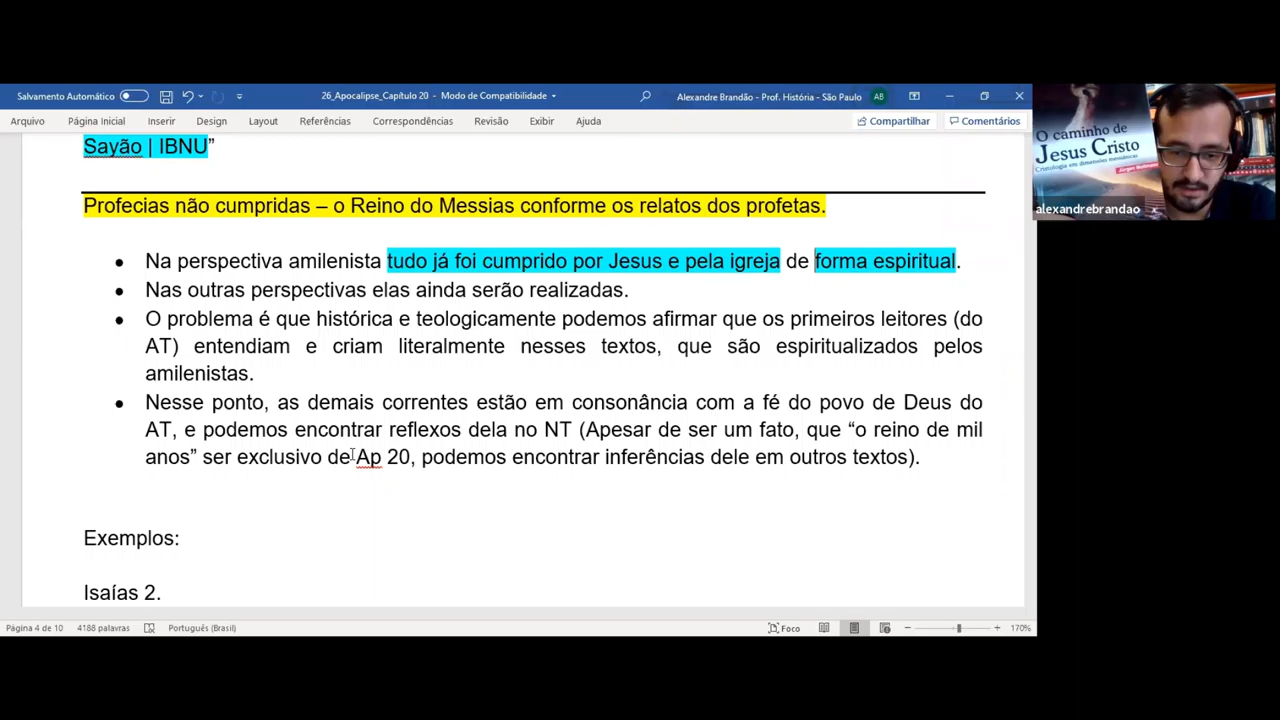 Salvamento Automático
26_Apocalipse_Capítulo 20 - Modo de Compatibilidade
Alexandre Brandão - Prof. História - São Paulo AB
Arquivo Página Inicial Inserir Design Layout Referências Correspondências Revisão Exibir Ajuda Compartilhar Comentários
Sayão | IBNU”
Profecias não cumpridas – o Reino do Messias conforme os relatos dos profetas.
• Na perspectiva amilenista tudo já foi cumprido por Jesus e pela igreja de forma espiritual.
• Nas outras perspectivas elas ainda serão realizadas.
• O problema é que histórica e teologicamente podemos afirmar que os primeiros leitores (do
AT) entendiam e criam literalmente nesses textos, que são espiritualizados pelos
amilenistas.
• Nesse ponto, as demais correntes estão em consonância com a fé do povo de Deus do
AT, e podemos encontrar reflexos dela no NT (Apesar de ser um fato, que “o reino de mil
anos” ser exclusivo de Ap 20, podemos encontrar inferências dele em outros textos).
Exemplos:
Isaías 2.
Página 4 de 10 4188 palavras Português (Brasil) Foco 170%
O caminho de
Jesus Cristo
Cristologia em dimensões messiânicas
alexandrebrandao